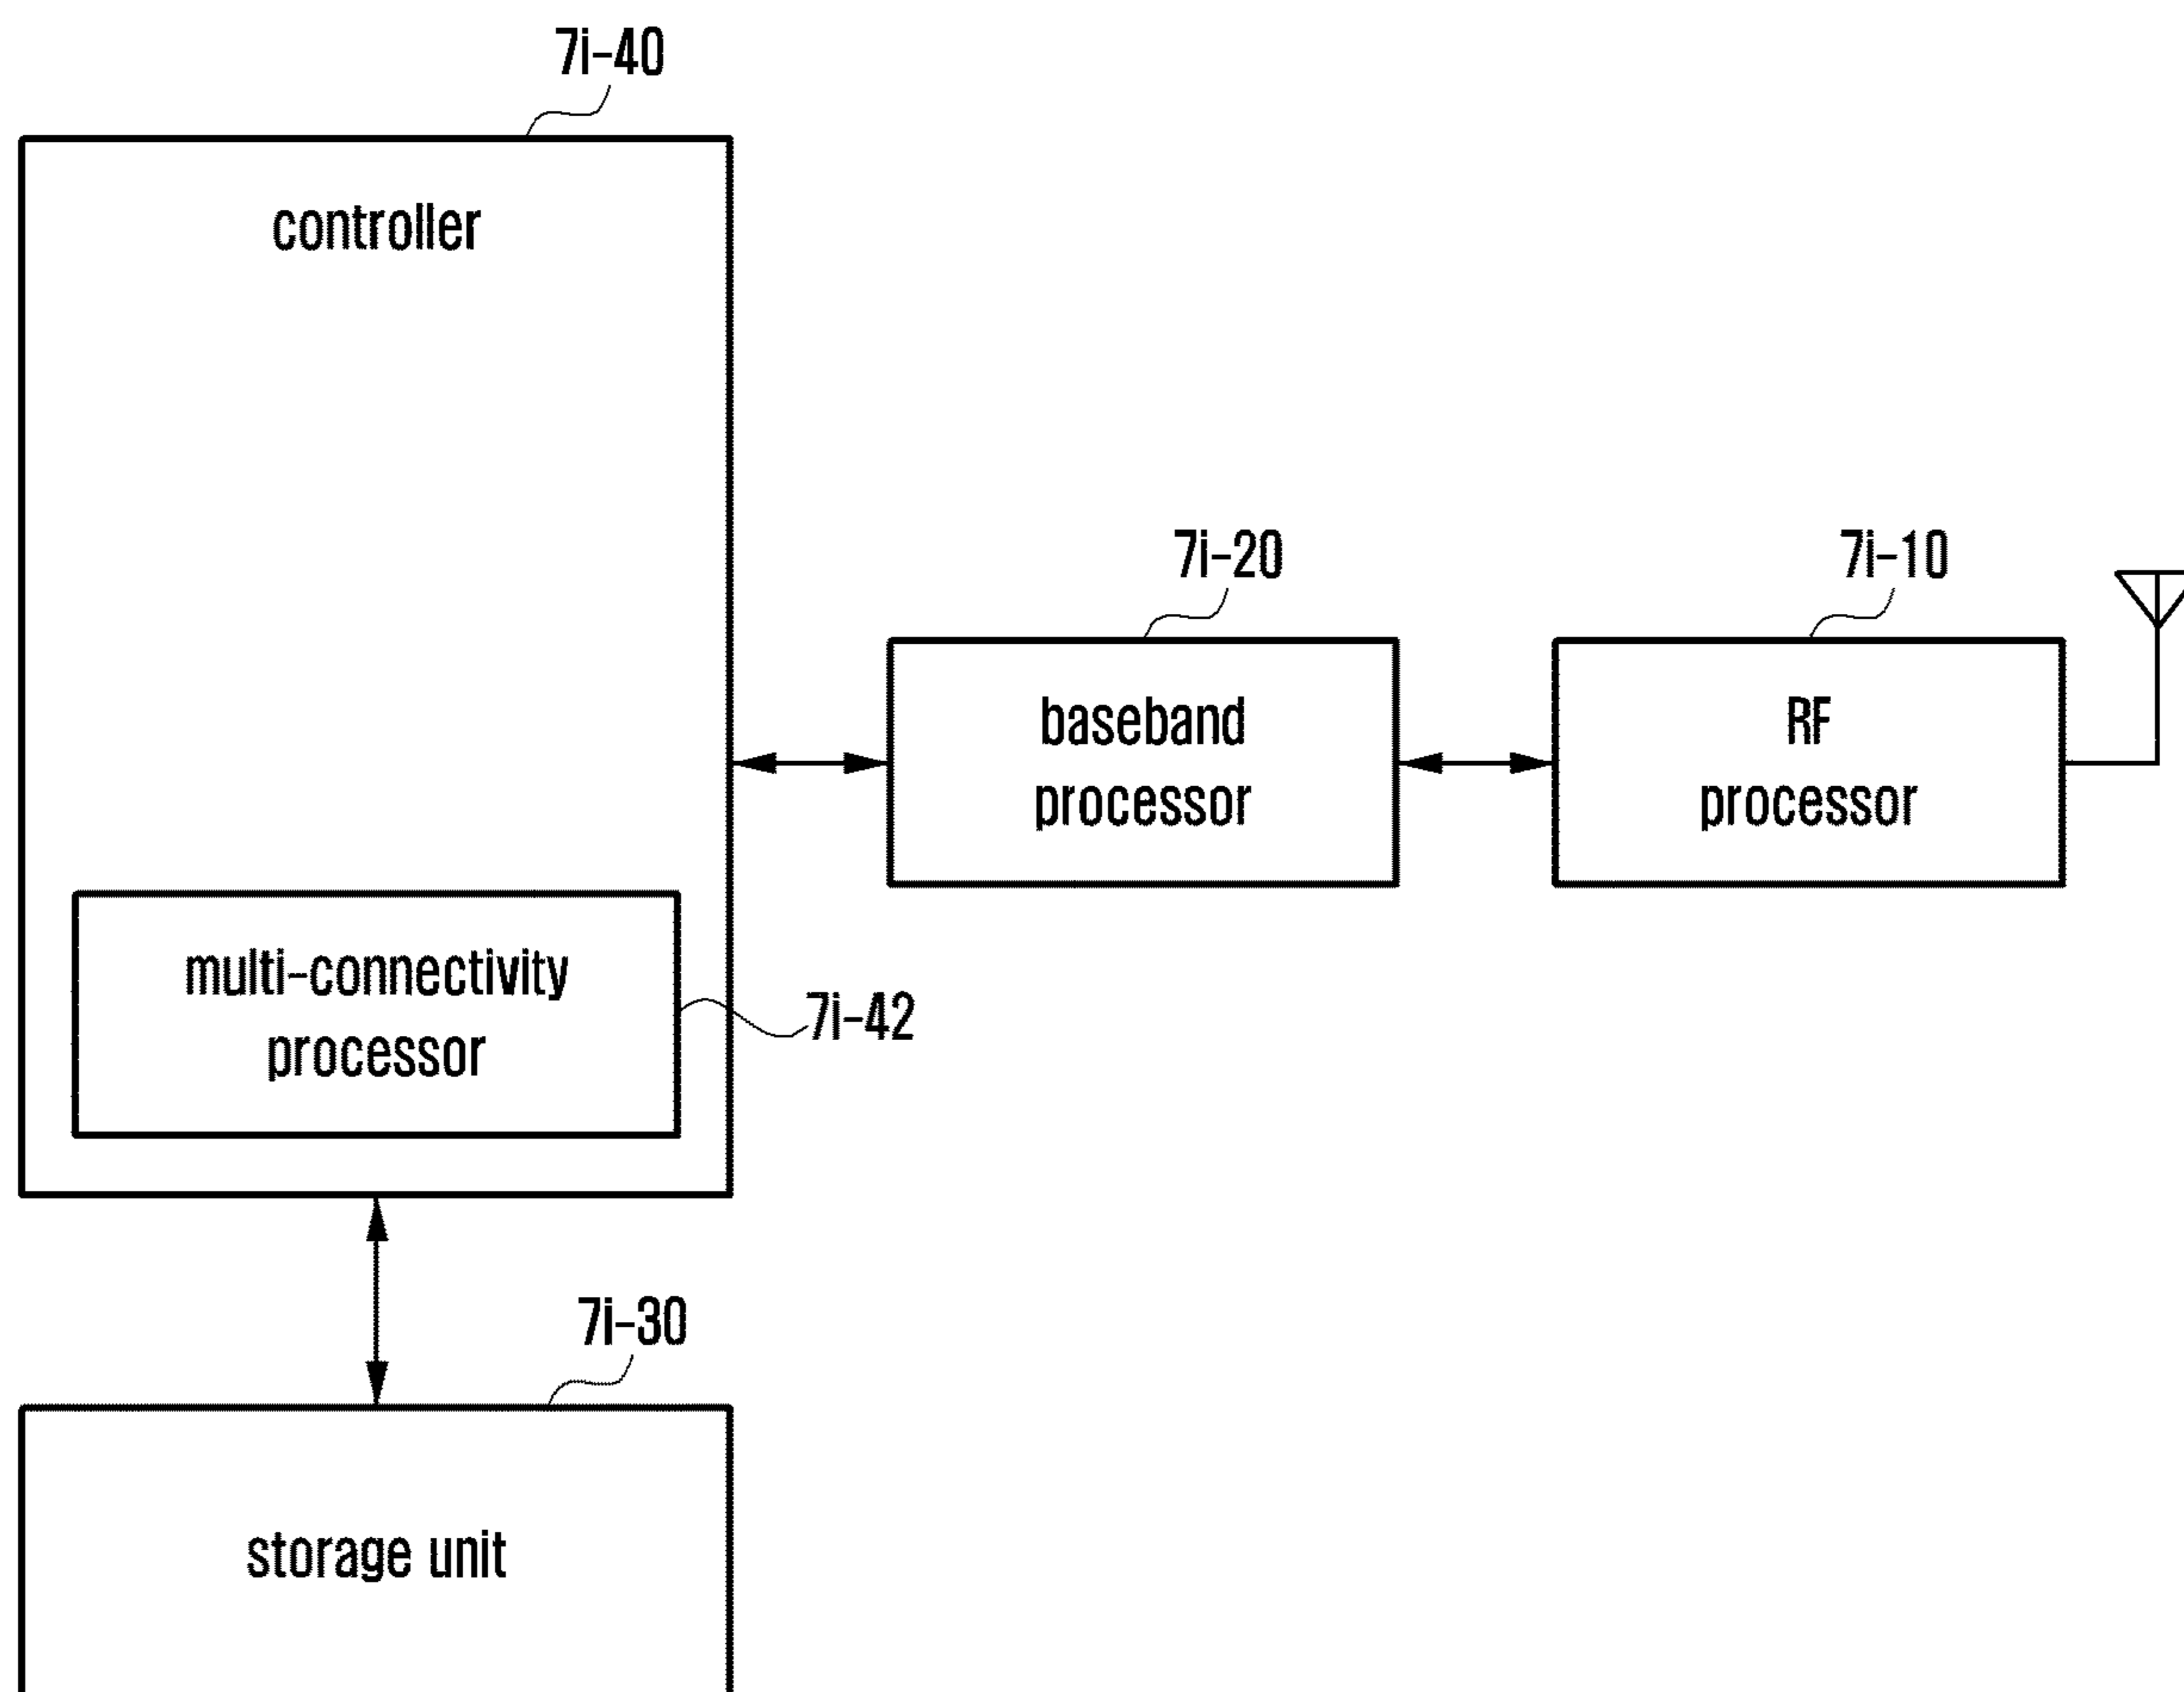 7i-40
controller
7i-20
7i-10
baseband
processor
RF
processor
multi-connectivity
processor
7i-42
7i-30
storage unit